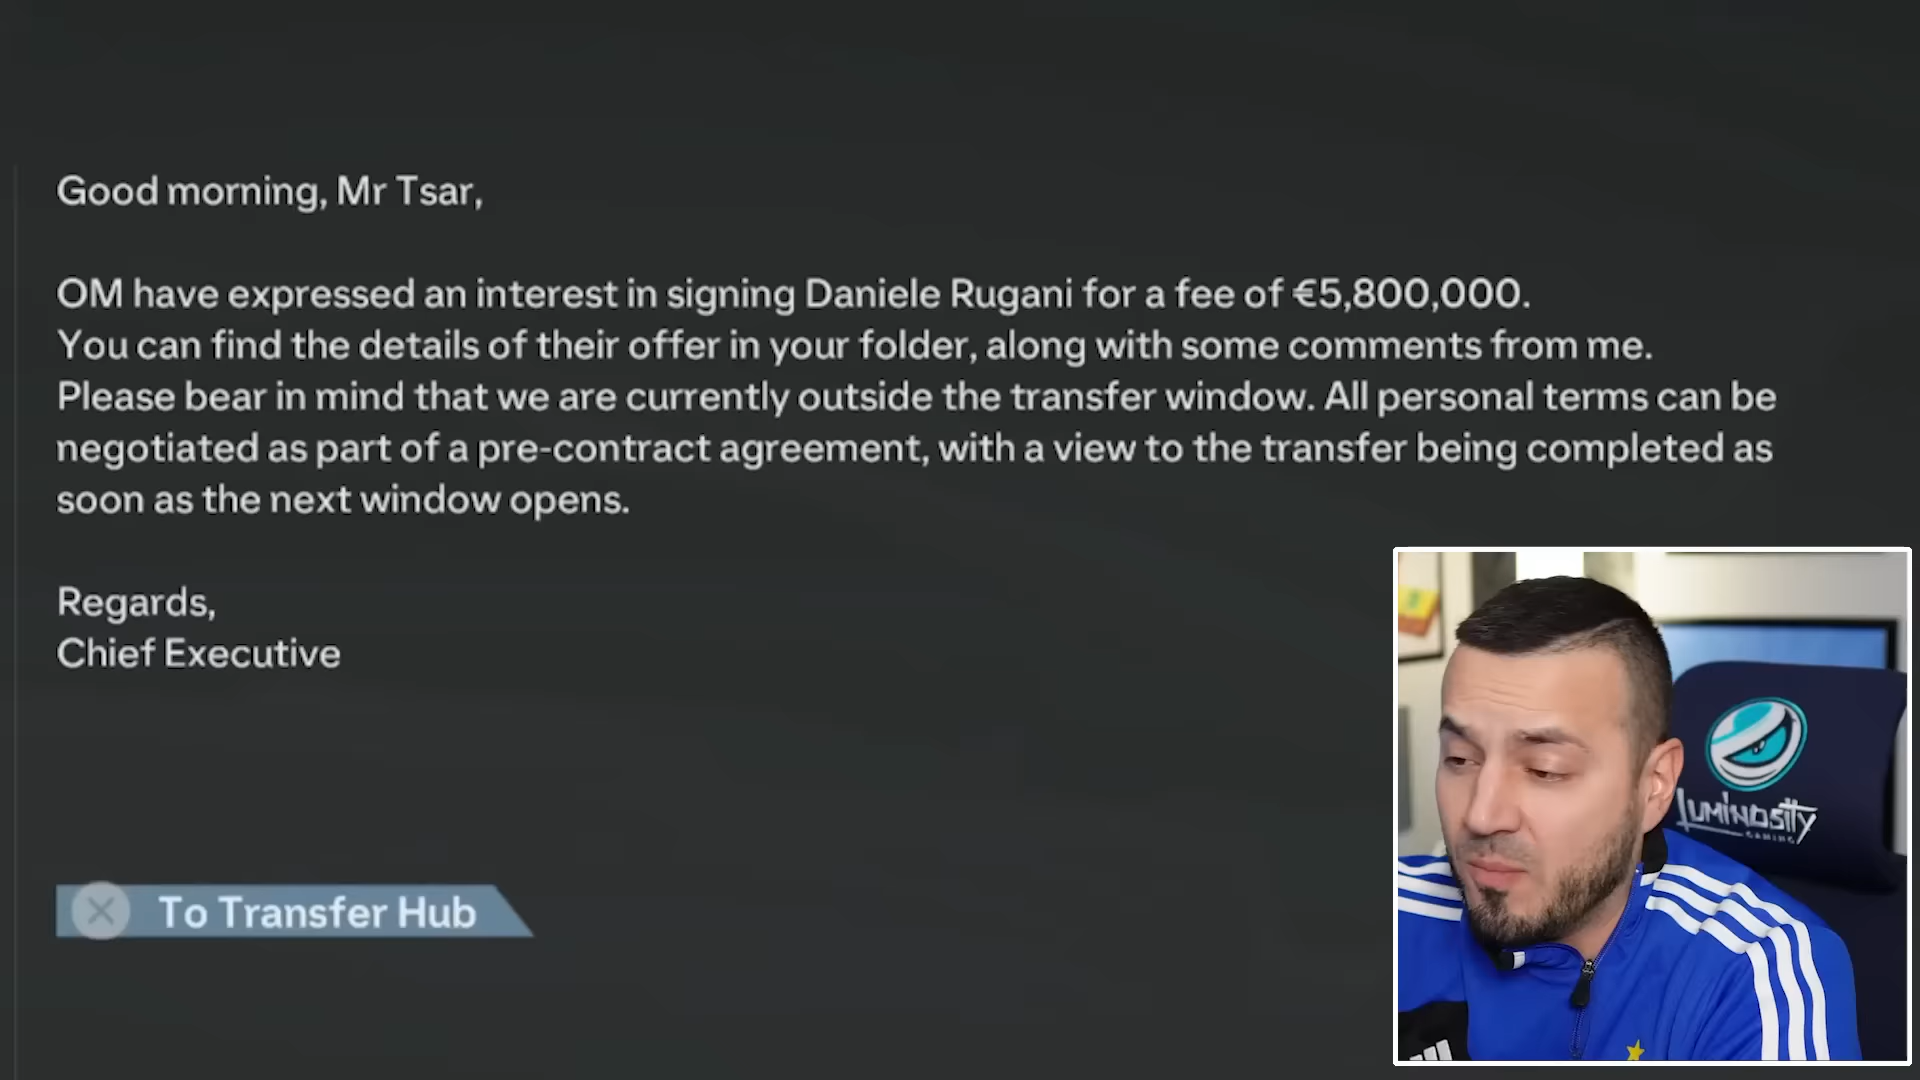 Good morning, Mr Tsar,
OM have expressed an interest in signing Daniele Rugani for a fee of €5,800,000.
You can find the details of their offer in your folder, along with some comments from me.
Please bear in mind that we are currently outside the transfer window. All personal terms can be
negotiated as part of a pre-contract agreement, with a view to the transfer being completed as
soon as the next window opens.
Regards,
Chief Executive
To Transfer Hub
LUMINOSITY
GAMING